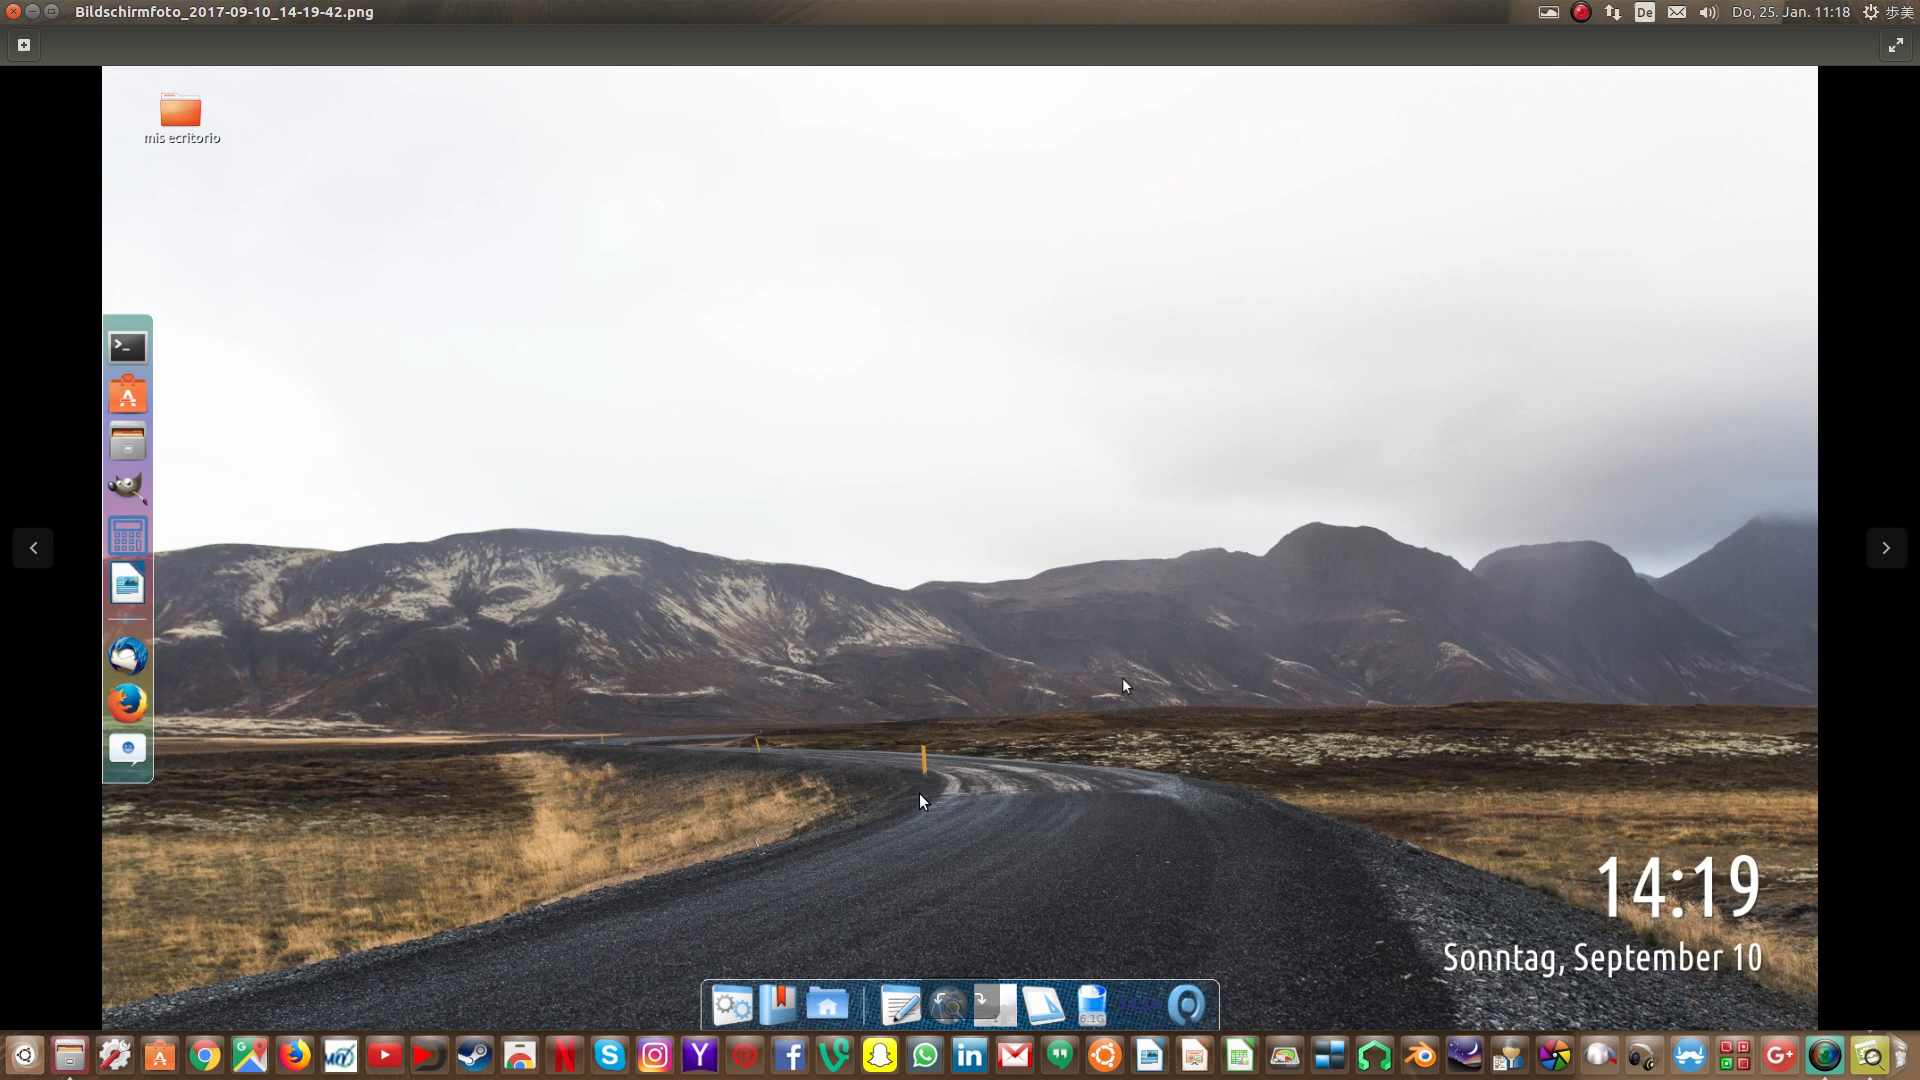 Bildschirmfoto_2017-09-10_14-19-42.png
De
Do, 25. Jan. 11:18
歩美
mis ecritorio
14:19
Sonntag, September 10
6.1G